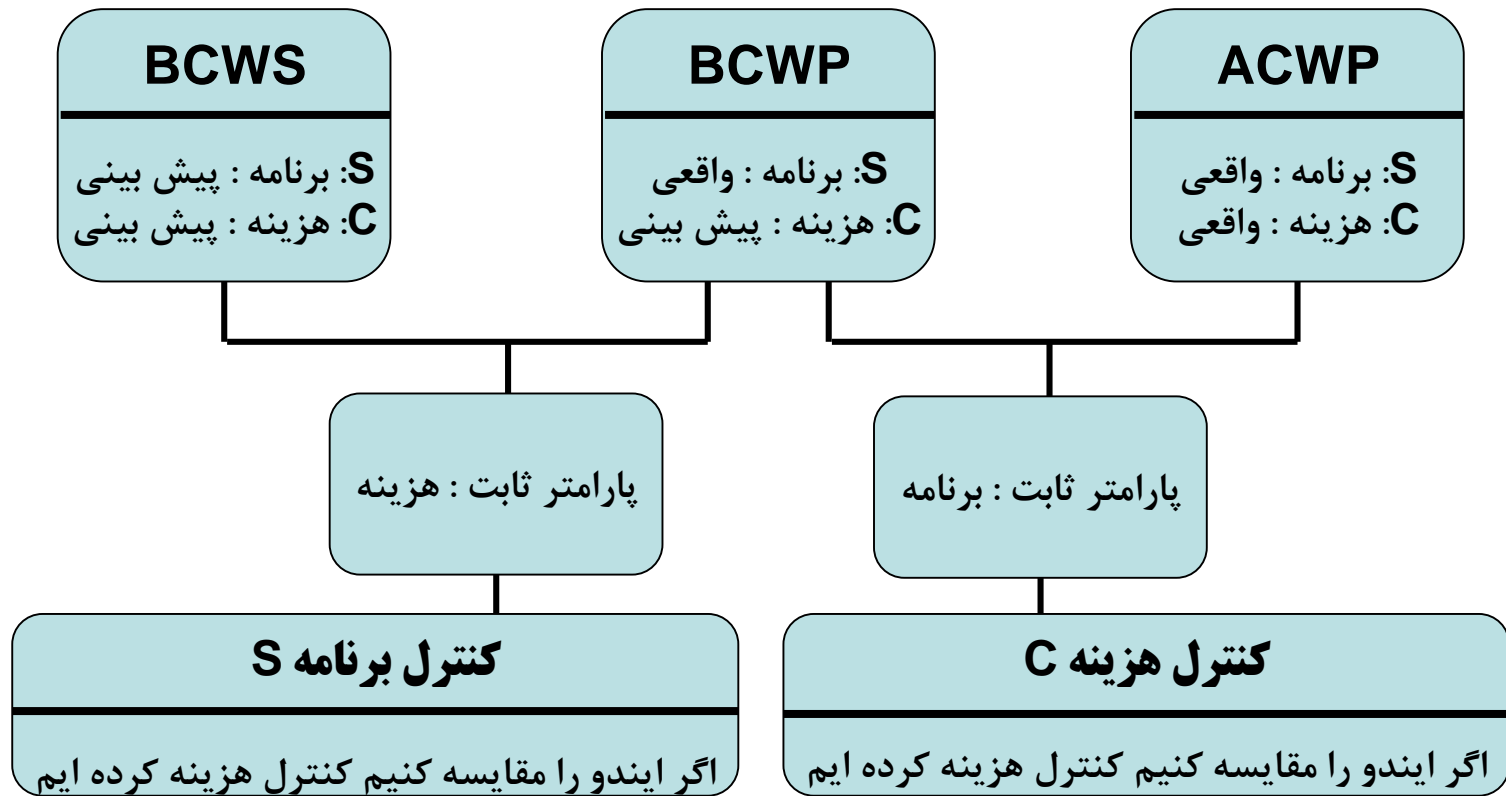 BCWS
S: برنامه : پیش بینی
C: هزینه : پیش بینی
BCWP
S: برنامه : واقعی
C: هزینه : پیش بینی
ACWP
S: برنامه : واقعی
C: هزینه : واقعی
پارامتر ثابت : هزینه
پارامتر ثابت : برنامه
کنترل برنامه S
اگر ایندو را مقایسه کنیم کنترل هزینه کرده ایم
کنترل هزینه C
اگر ایندو را مقایسه کنیم کنترل هزینه کرده ایم